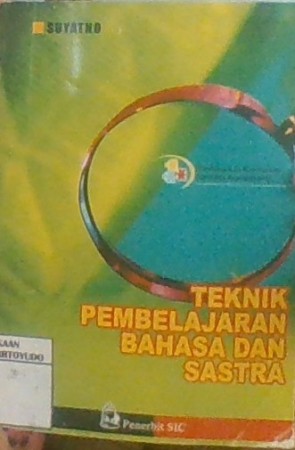 SUYATNO
TEKNIK
PEMBELAJARAN
BAHASA DAN
SASTRA
Penerbit SIC